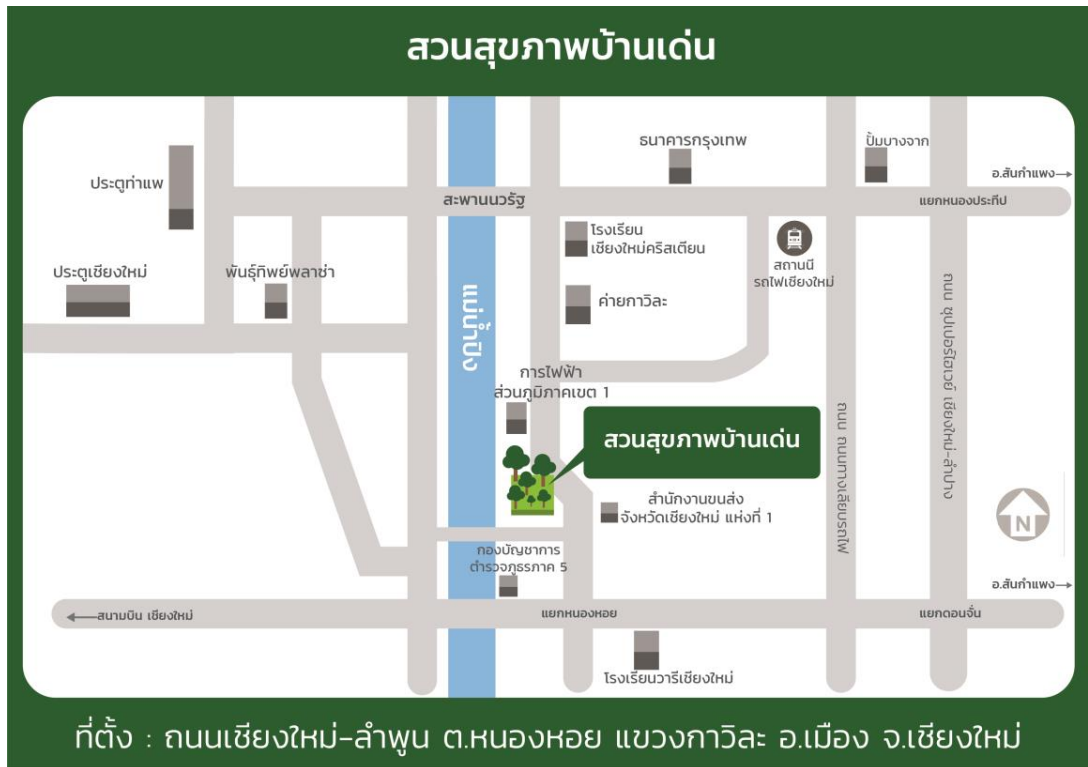 สวนสุขภาพบ้านเด่น
ธนาคารกรุงเทพ
ปั้มบางจาก
อ.สันกำแพง
ประตูท่าแพ
สะพานนวรัฐ
แยกหนองประทีป
โรงเรียน
เชียงใหม่คริสเตียน
สถานนี
รถไฟเชียงใหม่
ประตูเชียงใหม่
พันธุ์ทิพย์พลาซ่า
ค่ายกาวิละ
แม่น้ำปิง
ถนน ซุปเปอร์ไฮเวย์ เชียงใหม่-ลำปาง
การไฟฟ้า
ส่วนภูมิภาคเขต 1
ถนน ถนนทางเลียบรถไฟ
สวนสุขภาพบ้านเด่น
สำนักงานขนส่ง
จังหวัดเชียงใหม่ แห่งที่ 1
N
กองบัญชาการ
ตำรวจภูธรภาค 5
อ.สันกำแพง
สนามบิน เชียงใหม่
แยกหนองหอย
แยกดอนจั่น
โรงเรียนวารีเชียงใหม่
ที่ตั้ง : ถนนเชียงใหม่-ลำพูน ต.หนองหอย แขวงกาวิละ อ.เมือง จ.เชียงใหม่